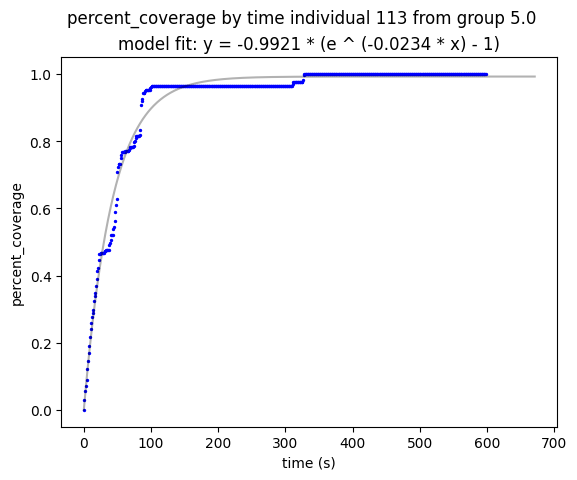 percent_coverage by time individual 113 from group 5.0
model fit: y = -0.9921 * (e ^ (-0.0234 * x) - 1)
percent_coverage
1.0
0.8
0.6
0.4
0.2
0.0
0 100 200 300 400 500 600 700
time (s)